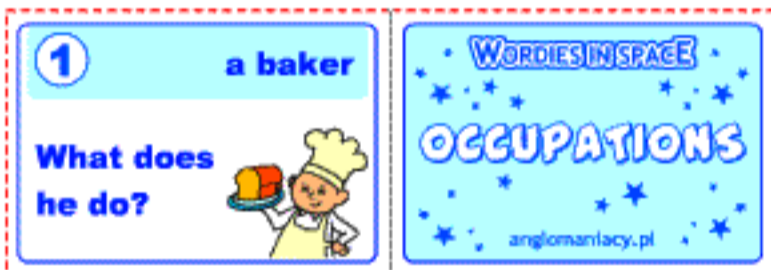 1
a baker
What does
he do?
WORDIES IN SPACE
OCCUPATIONS
anglomaniacy.pl